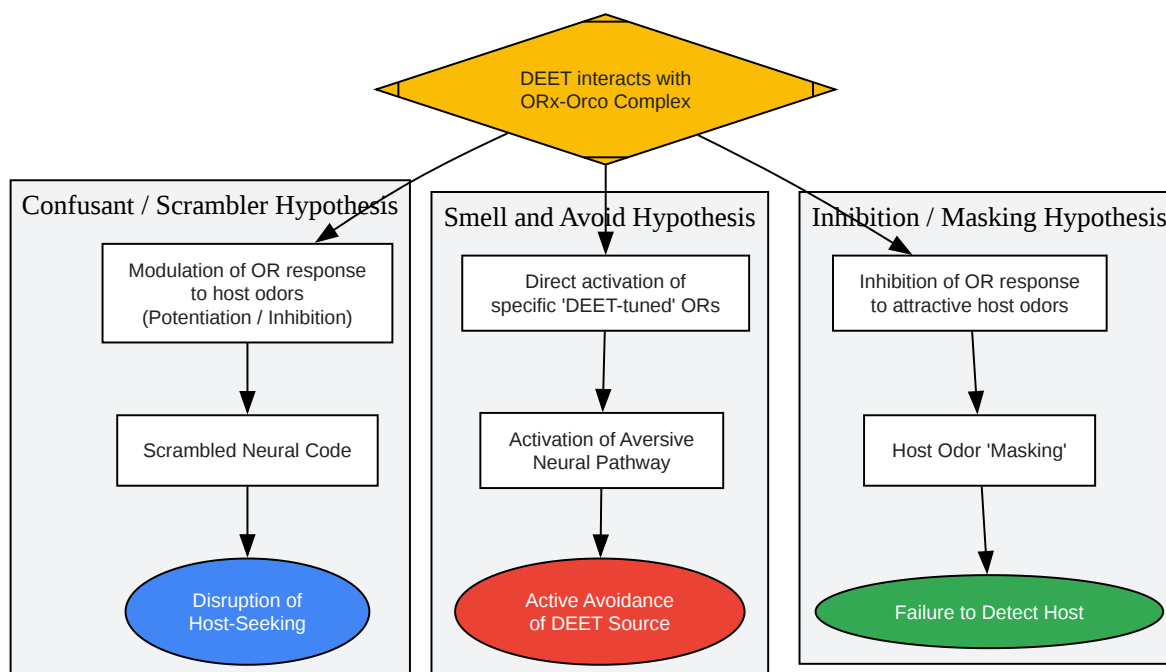 DEET interacts with
ORx-Orco Complex
Confusant / Scrambler Hypothesis
Modulation of OR response
to host odors
(Potentiation / Inhibition)
Scrambled Neural Code
Disruption of
Host-Seeking
Smell and Avoid Hypothesis
Direct activation of
specific 'DEET-tuned' ORs
Activation of Aversive
Neural Pathway
Active Avoidance
of DEET Source
Inhibition / Masking Hypothesis
Inhibition of OR response
to attractive host odors
Host Odor 'Masking'
Failure to Detect Host